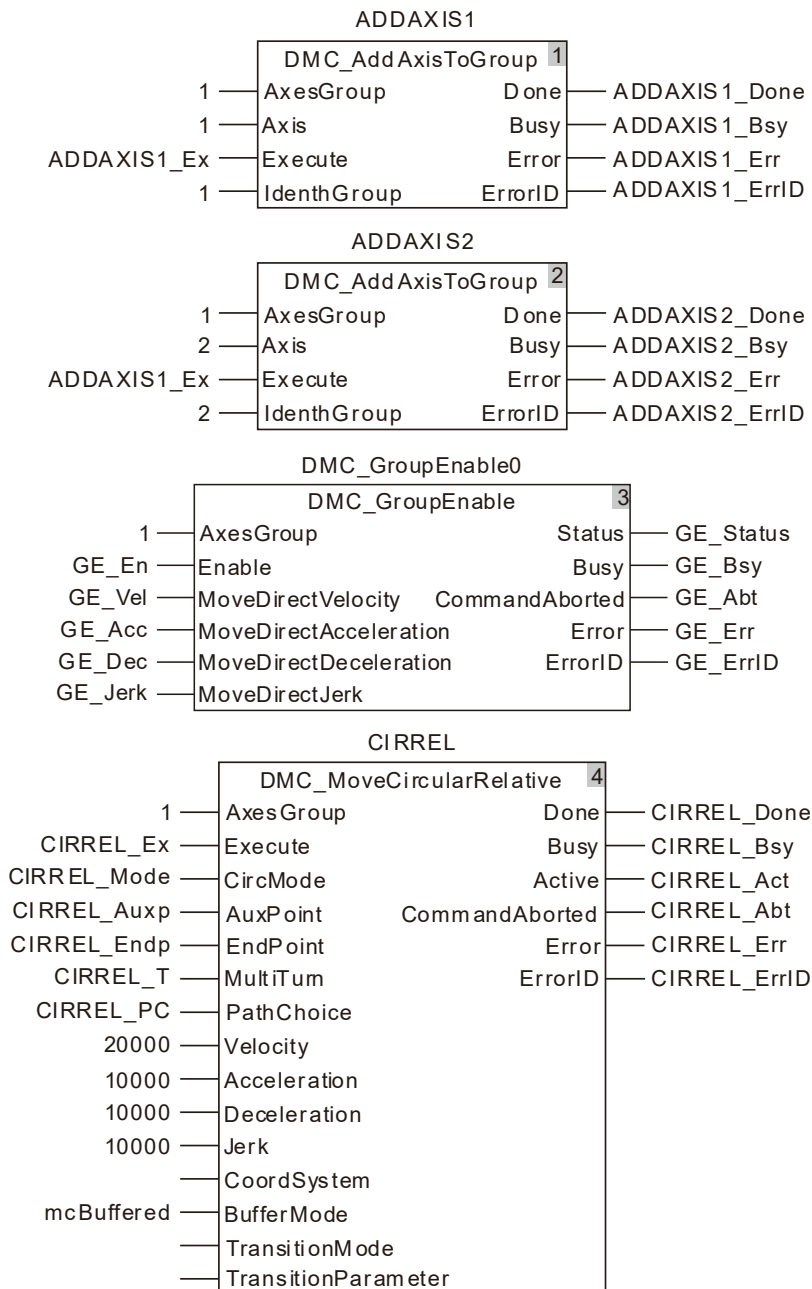 ADDAXIS1
DMC_AddAxisToGroup 1
1 AxesGroup Done ADDAXIS1_Done
1 Axis Busy ADDAXIS1_Bsy
ADDAXIS1_Ex Execute Error ADDAXIS1_Err
1 IdenthGroup ErrorID ADDAXIS1_ErrID
ADDAXIS2
DMC_AddAxisToGroup 2
1 AxesGroup Done ADDAXIS2_Done
2 Axis Busy ADDAXIS2_Bsy
ADDAXIS1_Ex Execute Error ADDAXIS2_Err
2 IdenthGroup ErrorID ADDAXIS2_ErrID
DMC_GroupEnable0
DMC_GroupEnable 3
1 AxesGroup Status GE_Status
GE_En Enable Busy GE_Bsy
GE_Vel MoveDirectVelocity CommandAborted GE_Abt
GE_Acc MoveDirectAcceleration Error GE_Err
GE_Dec MoveDirectDeceleration ErrorID GE_ErrID
GE_Jerk MoveDirectJerk
CIRREL
DMC_MoveCircularRelative 4
1 AxesGroup Done CIRREL_Done
CIRREL_Ex Execute Busy CIRREL_Bsy
CIRREL_Mode CircMode Active CIRREL_Act
CIRREL_Auxp AuxPoint CommandAborted CIRREL_Abt
CIRREL_Endp EndPoint Error CIRREL_Err
CIRREL_T MultiTurn ErrorID CIRREL_ErrID
CIRREL_PC PathChoice
20000 Velocity
10000 Acceleration
10000 Deceleration
10000 Jerk
CoordSystem
mcBuffered BufferMode
TransitionMode
TransitionParameter